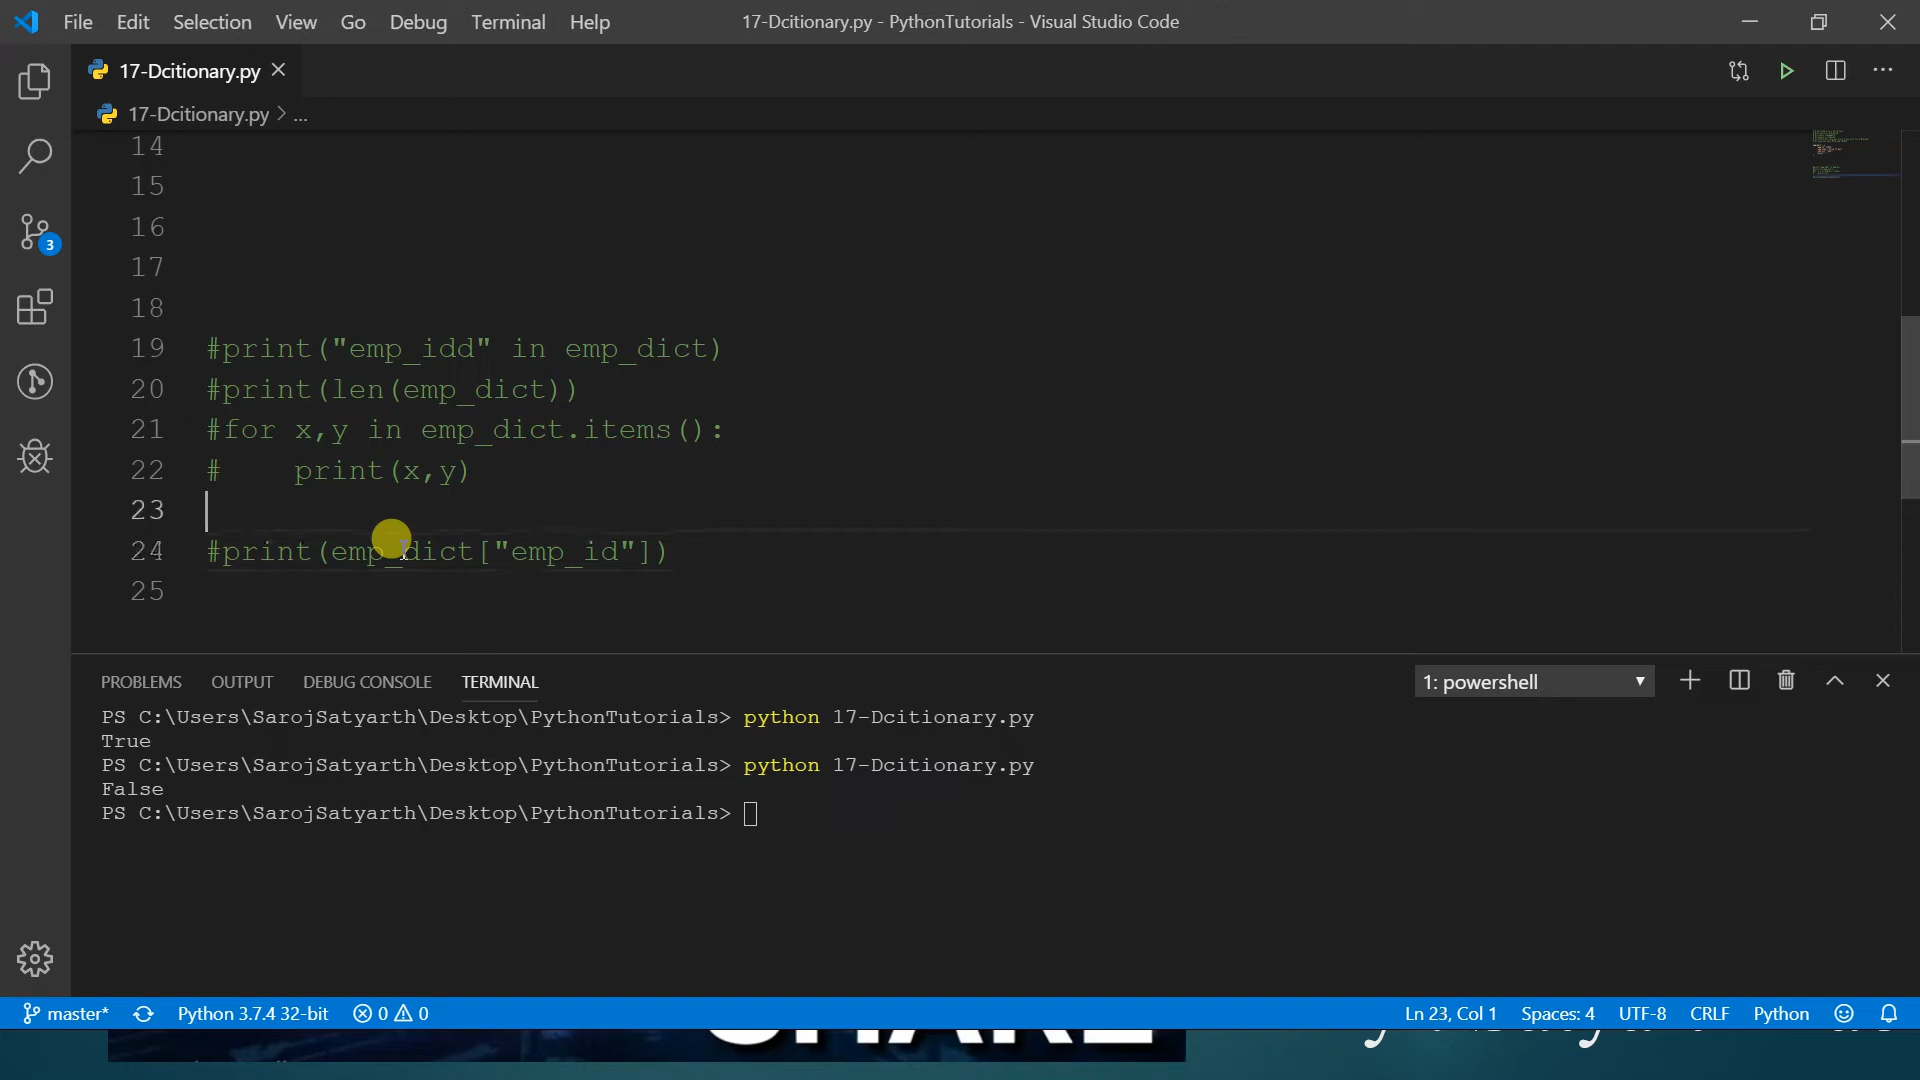 File Edit Selection View Go Debug Terminal Help 17-Dcitionary.py - PythonTutorials - Visual Studio Code
17-Dcitionary.py
17-Dcitionary.py > ...
14
15
16
17
18
19 #print("emp_idd" in emp_dict)
20 #print(len(emp_dict))
21 #for x,y in emp_dict.items():
22 #    print(x,y)
23
24 #print(emp_dict["emp_id"])
25
3
PROBLEMS OUTPUT DEBUG CONSOLE TERMINAL 1: powershell
PS C:\Users\SarojSatyarth\Desktop\PythonTutorials> python 17-Dcitionary.py
True
PS C:\Users\SarojSatyarth\Desktop\PythonTutorials> python 17-Dcitionary.py
False
PS C:\Users\SarojSatyarth\Desktop\PythonTutorials>
master* Python 3.7.4 32-bit 0 0 Ln 23, Col 1 Spaces: 4 UTF-8 CRLF Python